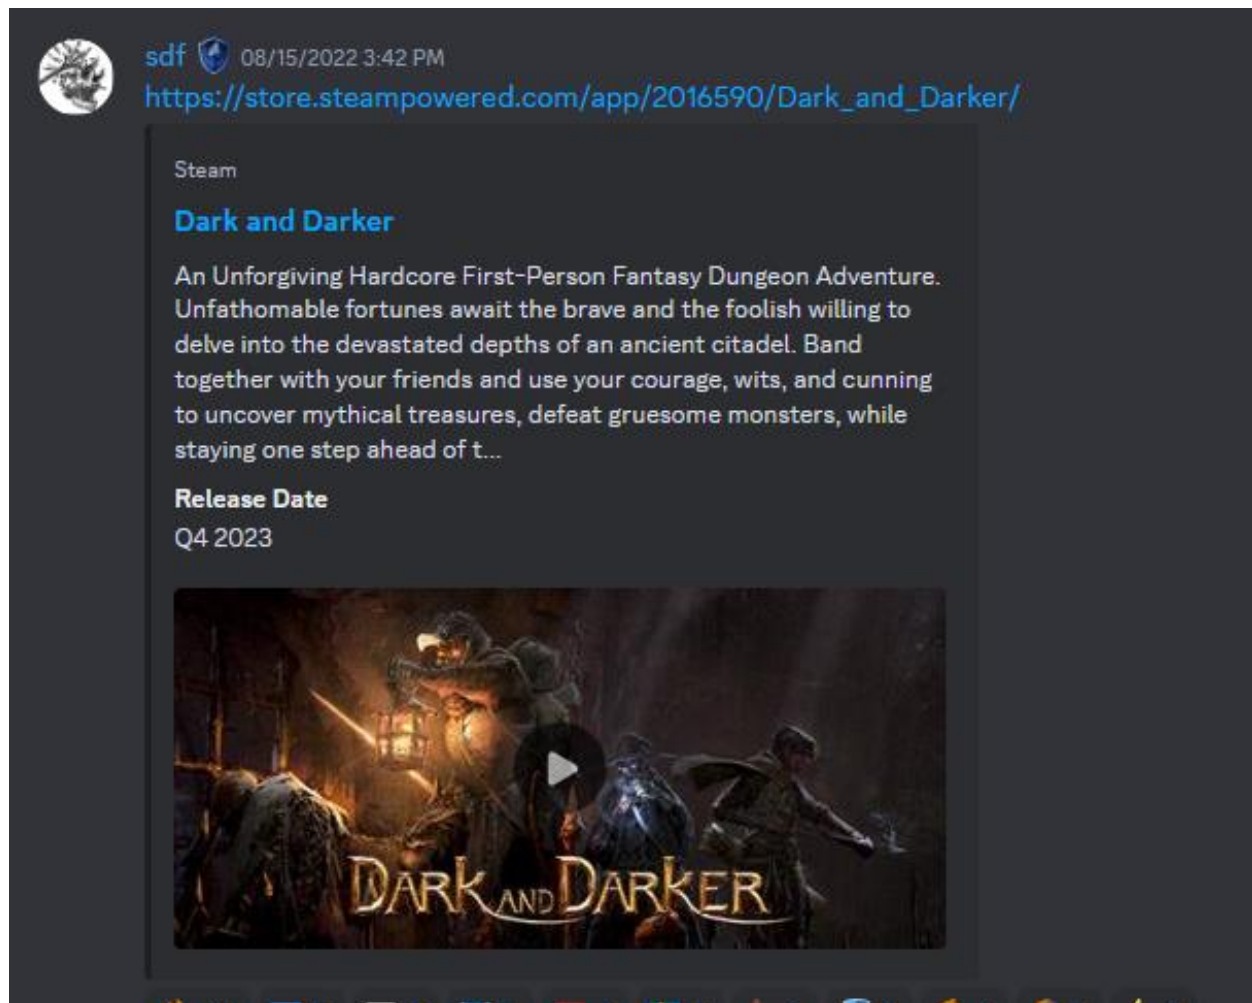 sdf 08/15/2022 3:42 PM
https://store.steampowered.com/app/2016590/Dark_and_Darker/
Steam
Dark and Darker
An Unforgiving Hardcore First-Person Fantasy Dungeon Adventure.
Unfathomable fortunes await the brave and the foolish willing to
delve into the devastated depths of an ancient citadel. Band
together with your friends and use your courage, wits, and cunning
to uncover mythical treasures, defeat gruesome monsters, while
staying one step ahead of t...
Release Date
Q4 2023
DARK AND DARKER